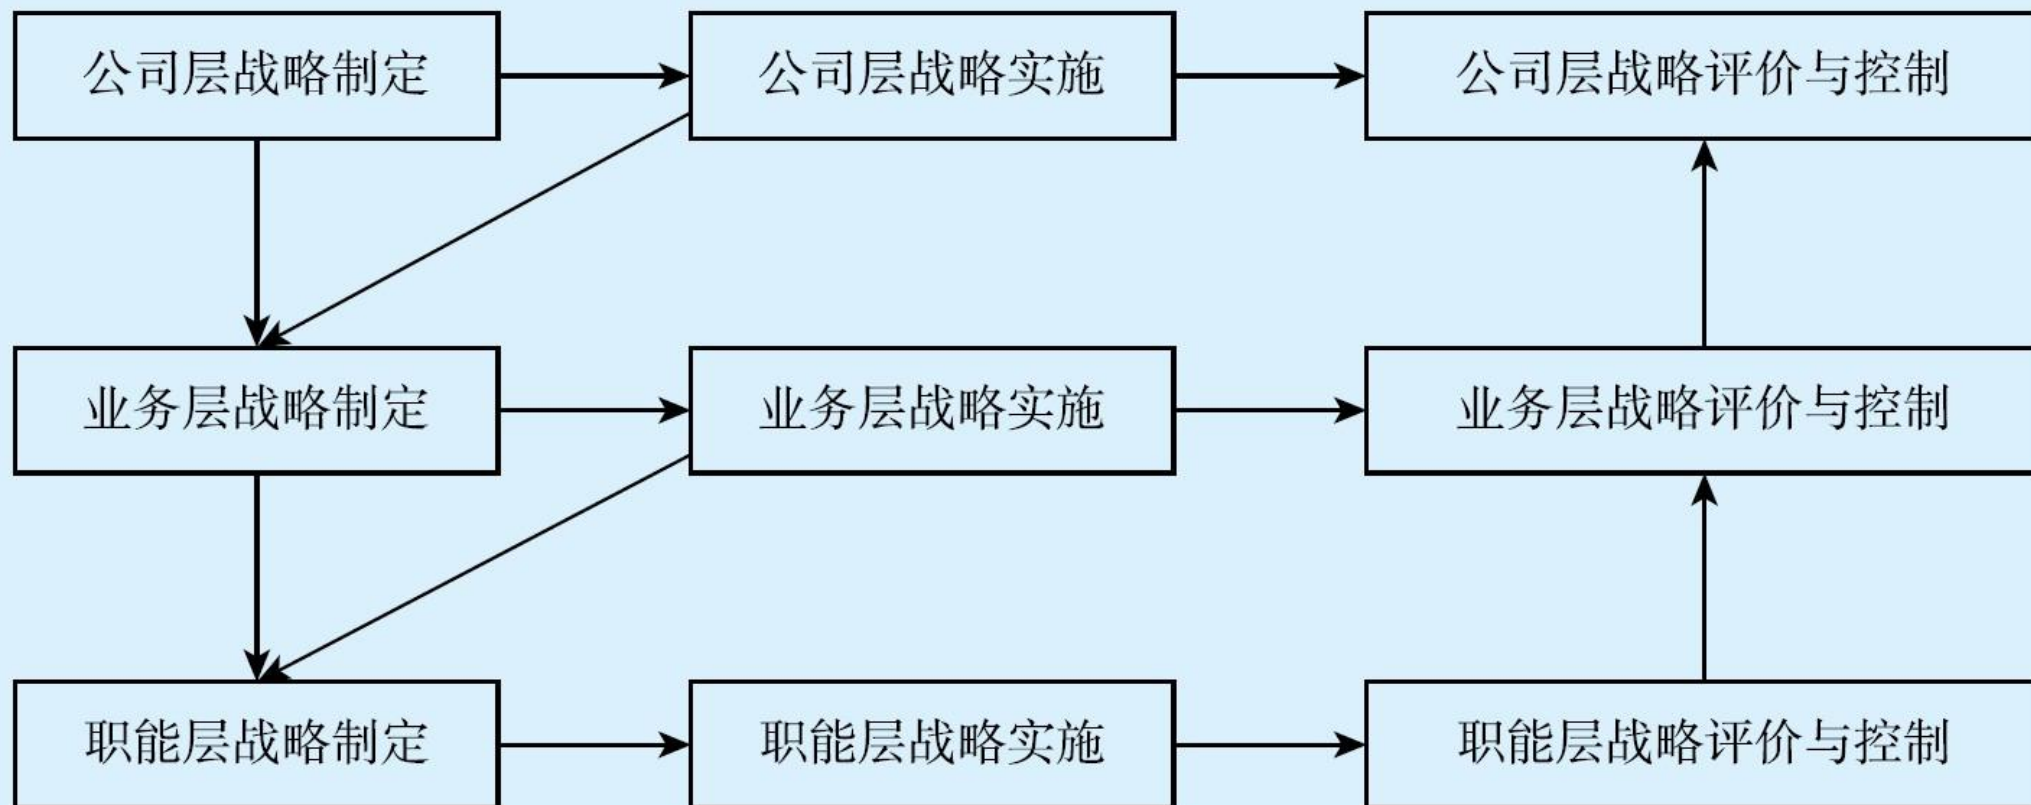 公司层战略制定
公司层战略实施
公司层战略评价与控制
业务层战略制定
业务层战略实施
业务层战略评价与控制
职能层战略制定
职能层战略实施
职能层战略评价与控制